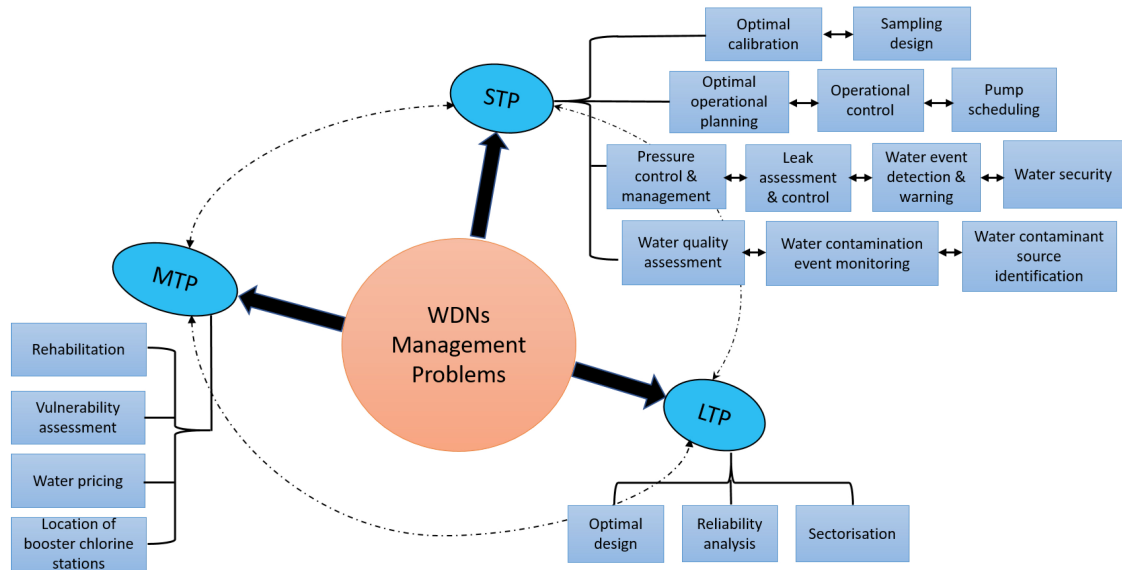 Optimal
calibration
Sampling
design
STP
Optimal
operational
planning
Operational
control
Pump
scheduling
Pressure
control &
management
Leak
assessment
& control
Water event
detection &
warning
Water security
Water quality
assessment
Water contamination
event monitoring
Water contaminant
source
identification
MTP
WDNs
Management
Problems
Rehabilitation
Vulnerability
assessment
Water pricing
Location of
booster chlorine
stations
LTP
Optimal
design
Reliability
analysis
Sectorisation